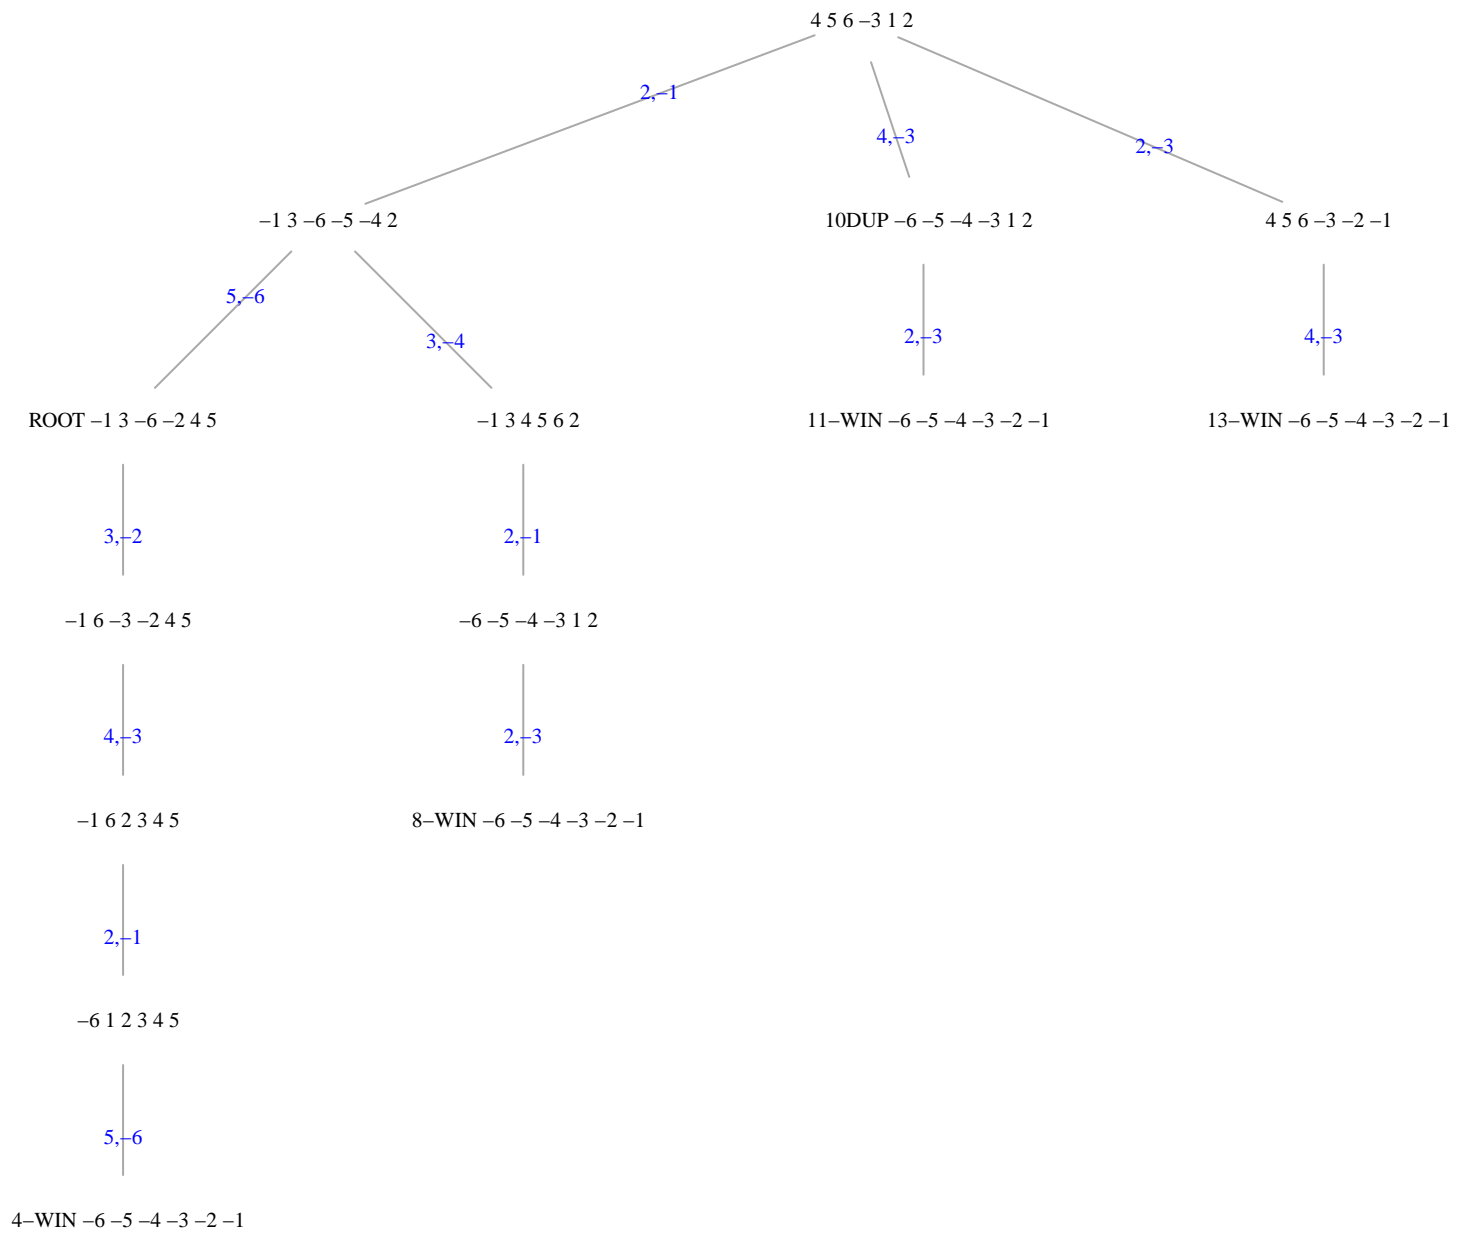 4 5 6 –3 1 2
2,–1
4,–3
2,–3
–1 3 –6 –5 –4 2
10DUP –6 –5 –4 –3 1 2
4 5 6 –3 –2 –1
5,–6
3,–4
2,–3
4,–3
ROOT –1 3 –6 –2 4 5
–1 3 4 5 6 2
11–WIN –6 –5 –4 –3 –2 –1
13–WIN –6 –5 –4 –3 –2 –1
3,–2
2,–1
–1 6 –3 –2 4 5
–6 –5 –4 –3 1 2
4,–3
2,–3
–1 6 2 3 4 5
8–WIN –6 –5 –4 –3 –2 –1
2,–1
–6 1 2 3 4 5
5,–6
4–WIN –6 –5 –4 –3 –2 –1